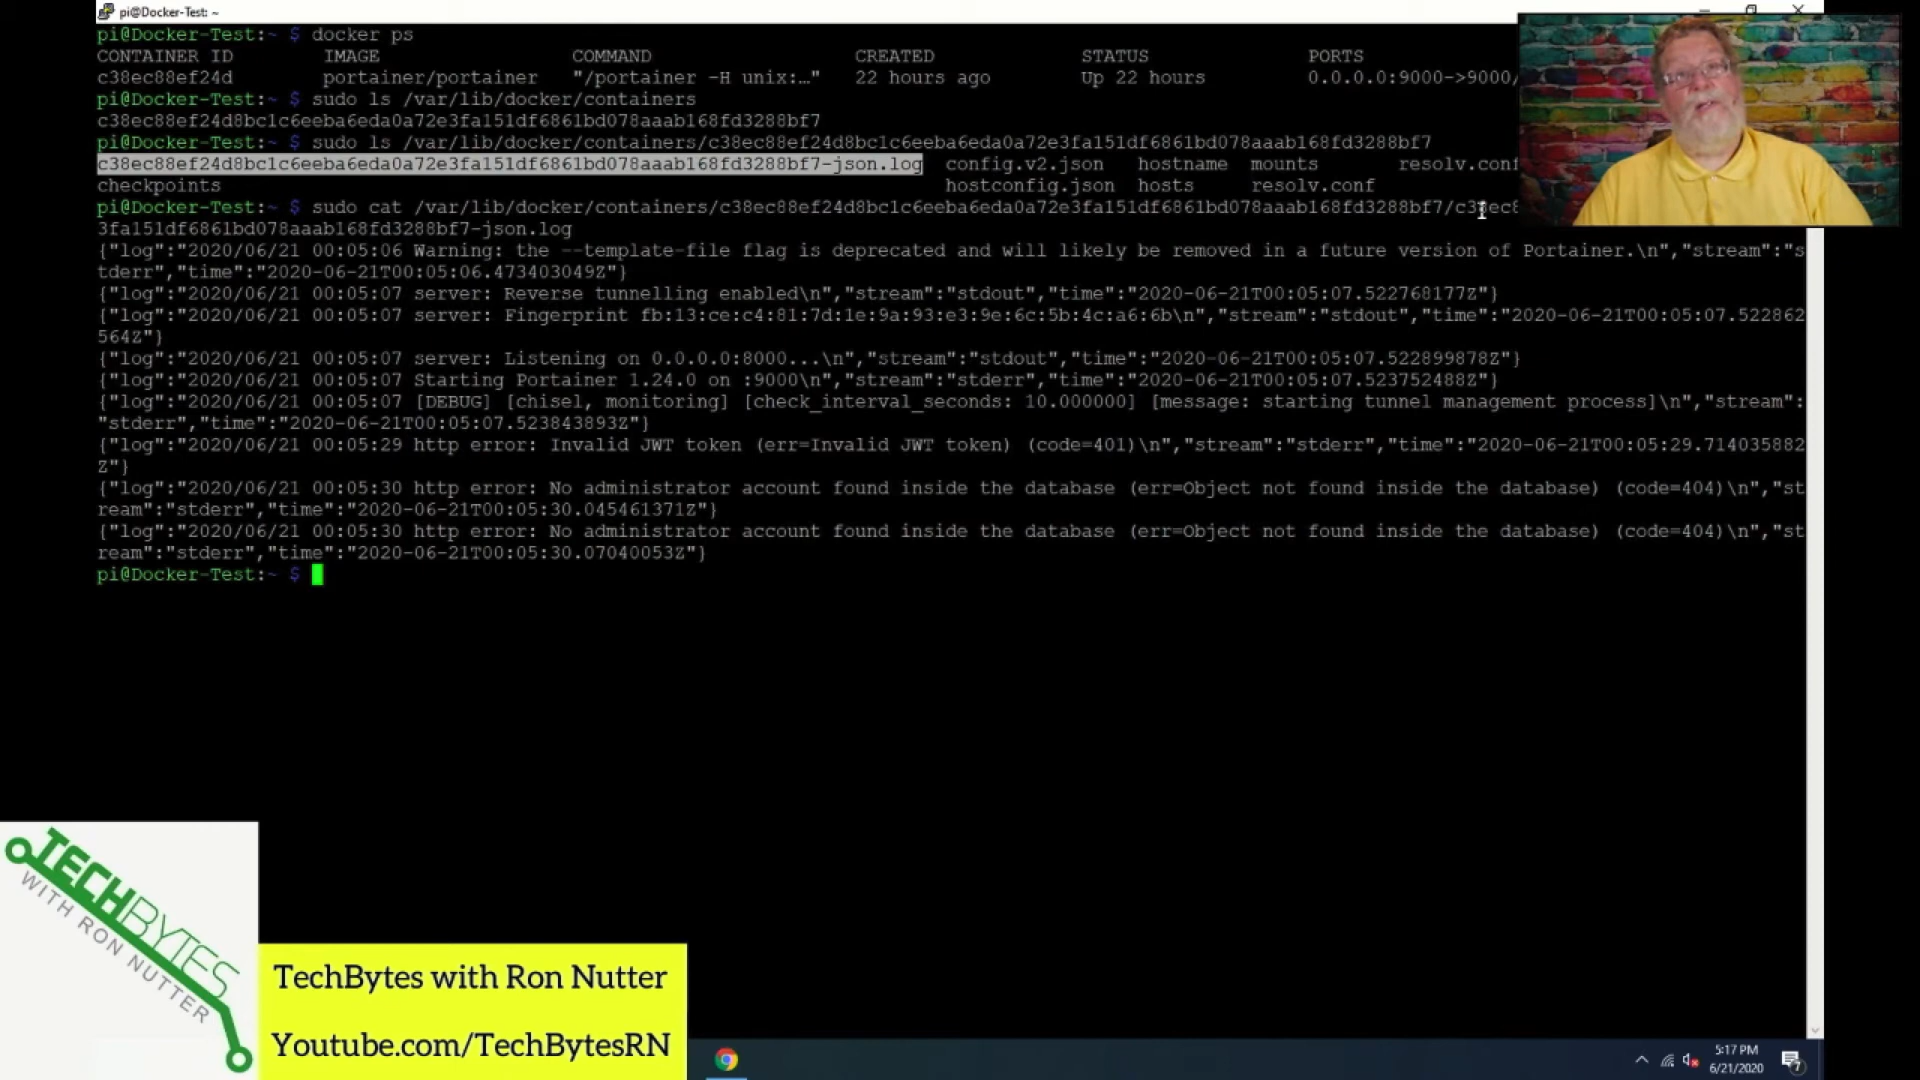 pi@Docker-Test: ~
pi@Docker-Test:~ $ docker ps
CONTAINER ID IMAGE COMMAND CREATED STATUS PORTS
c38ec88ef24d portainer/portainer "/portainer -H unix:…" 22 hours ago Up 22 hours 0.0.0.0:9000->9000/
pi@Docker-Test:~ $ sudo ls /var/lib/docker/containers
c38ec88ef24d8bc1c6eeba6eda0a72e3fa151df6861bd078aaab168fd3288bf7
pi@Docker-Test:~ $ sudo ls /var/lib/docker/containers/c38ec88ef24d8bc1c6eeba6eda0a72e3fa151df6861bd078aaab168fd3288bf7
c38ec88ef24d8bc1c6eeba6eda0a72e3fa151df6861bd078aaab168fd3288bf7-json.log config.v2.json hostname mounts resolv.conf
checkpoints hostconfig.json hosts resolv.conf
pi@Docker-Test:~ $ sudo cat /var/lib/docker/containers/c38ec88ef24d8bc1c6eeba6eda0a72e3fa151df6861bd078aaab168fd3288bf7/c38ec8
3fa151df6861bd078aaab168fd3288bf7-json.log
{"log":"2020/06/21 00:05:06 Warning: the --template-file flag is deprecated and will likely be removed in a future version of Portainer.\n","stream":"s
tderr","time":"2020-06-21T00:05:06.473403049Z"}
{"log":"2020/06/21 00:05:07 server: Reverse tunnelling enabled\n","stream":"stdout","time":"2020-06-21T00:05:07.522768177Z"}
{"log":"2020/06/21 00:05:07 server: Fingerprint fb:13:ce:c4:81:7d:1e:9a:93:e3:9e:6c:5b:4c:a6:6b\n","stream":"stdout","time":"2020-06-21T00:05:07.522862
564Z"}
{"log":"2020/06/21 00:05:07 server: Listening on 0.0.0.0:8000...\n","stream":"stdout","time":"2020-06-21T00:05:07.522899878Z"}
{"log":"2020/06/21 00:05:07 Starting Portainer 1.24.0 on :9000\n","stream":"stderr","time":"2020-06-21T00:05:07.523752488Z"}
{"log":"2020/06/21 00:05:07 [DEBUG] [chisel, monitoring] [check_interval_seconds: 10.000000] [message: starting tunnel management process]\n","stream":
"stderr","time":"2020-06-21T00:05:07.523843893Z"}
{"log":"2020/06/21 00:05:29 http error: Invalid JWT token (err=Invalid JWT token) (code=401)\n","stream":"stderr","time":"2020-06-21T00:05:29.714035882
Z"}
{"log":"2020/06/21 00:05:30 http error: No administrator account found inside the database (err=Object not found inside the database) (code=404)\n","st
ream":"stderr","time":"2020-06-21T00:05:30.045461371Z"}
{"log":"2020/06/21 00:05:30 http error: No administrator account found inside the database (err=Object not found inside the database) (code=404)\n","st
ream":"stderr","time":"2020-06-21T00:05:30.07040053Z"}
pi@Docker-Test:~ $
TECHBYTES
WITH RON NUTTER
TechBytes with Ron Nutter
Youtube.com/TechBytesRN
5:17 PM
6/21/2020
7